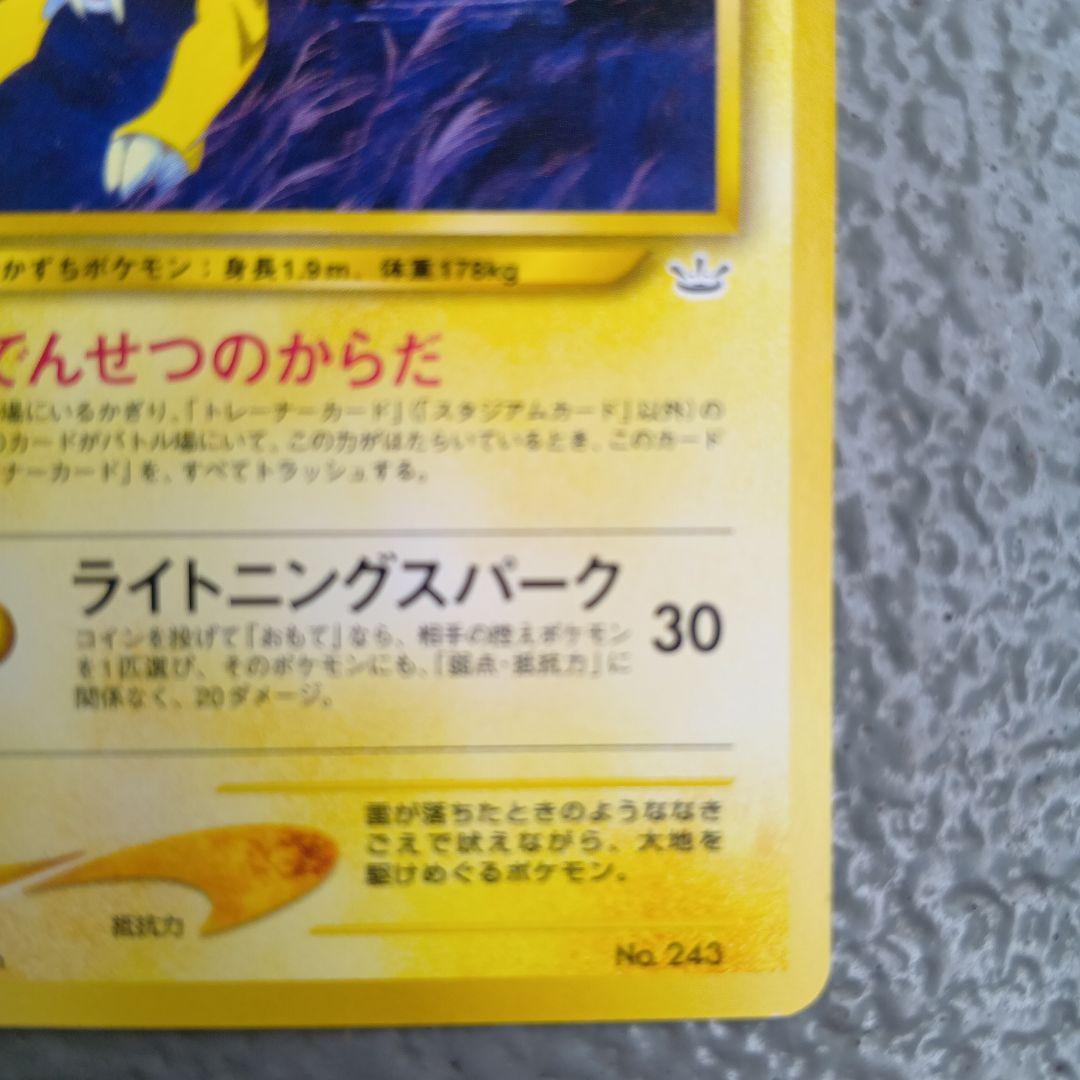 かずちポケモン：身長1.9m、体重178kg
でんせつのからだ
場にいるかぎり、「トレーナーカード」（「スタジアムカード」以外）の
カードがバトル場にいて、この力がはたらいているとき、このカード
ナーカード」を、すべてトラッシュする。
ライトニングスパーク
30
コインを投げて「おもて」なら、相手の控えポケモン
を1匹選び、そのポケモンにも、「弱点・抵抗力」に
関係なく、20ダメージ。
雷が落ちたときのようななき
ごえで吠えながら、大地を
駆けめぐるポケモン。
抵抗力
No. 243